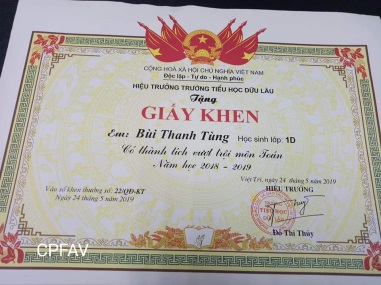 CỘNG HOÀ XÃ HỘI CHỦ NGHĨA VIỆT NAM
Độc lập - Tự do - Hạnh phúc
HIỆU TRƯỞNG TRƯỜNG TIỂU HỌC DỮU LÂU
Tặng
GIẤY KHEN
Em: Bùi Thanh Tùng Học sinh lớp: 1D
Có thành tích vượt trội môn Toán
Năm học 2018 - 2019
Việt Trì, ngày 24 tháng 5 năm 2019
Vào sổ khen thưởng số: 22/QĐ-KT
HIỆU TRƯỞNG
Ngày 24 tháng 5 năm 2019
TIỂU HỌC
Đỗ Thị Thúy
CPFAV